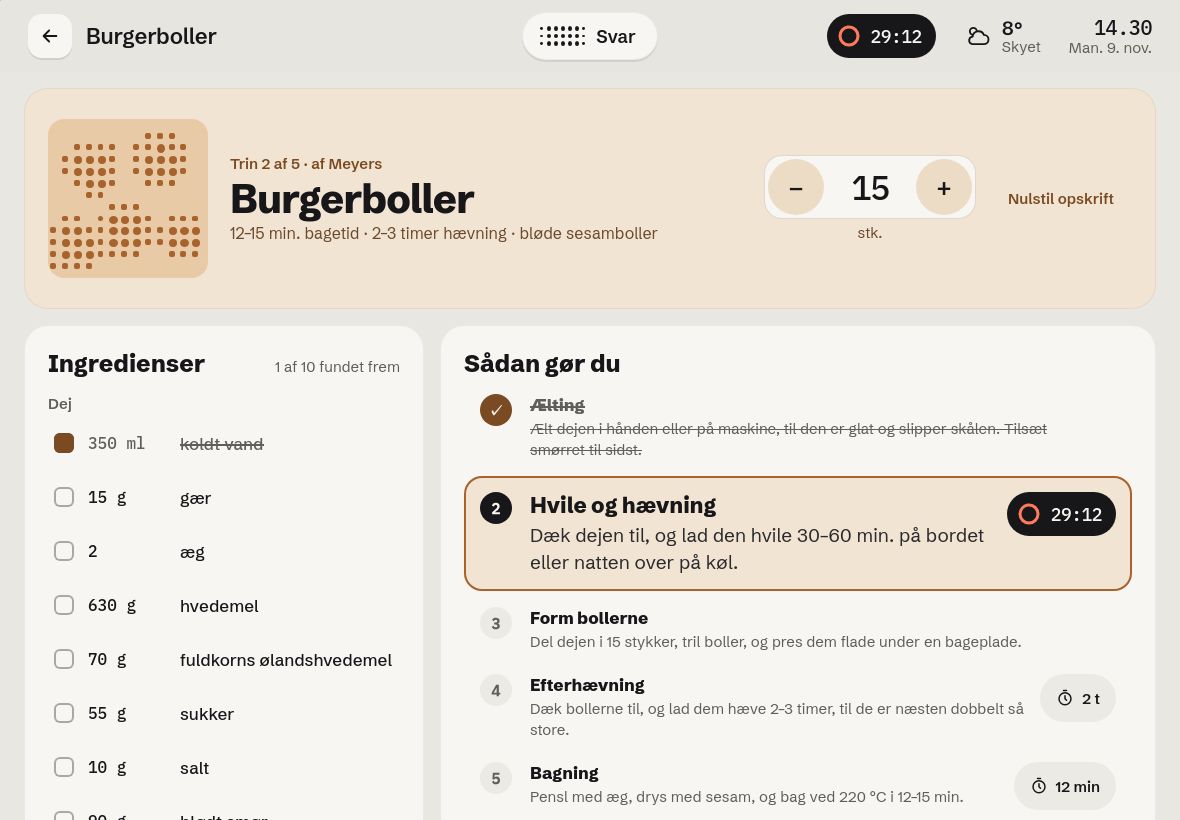 Burgerboller
Svar
29:12
8°
Skyet
14.30
Man. 9. nov.
Trin 2 af 5 · af Meyers
Burgerboller
12–15 min. bagetid · 2–3 timer hævning · bløde sesamboller
− 15 +
stk.
Nulstil opskrift
Ingredienser
1 af 10 fundet frem
Dej
350 ml koldt vand
15 g gær
2 æg
630 g hvedemel
70 g fuldkorns ølandshvedemel
55 g sukker
10 g salt
Sådan gør du
✓ Ælting
Ælt dejen i hånden eller på maskine, til den er glat og slipper skålen. Tilsæt
smørret til sidst.
2 Hvile og hævning
29:12
Dæk dejen til, og lad den hvile 30–60 min. på bordet
eller natten over på køl.
3 Form bollerne
Del dejen i 15 stykker, tril boller, og pres dem flade under en bageplade.
4 Efterhævning
Dæk bollerne til, og lad dem hæve 2–3 timer, til de er næsten dobbelt så
store.
2 t
5 Bagning
Pensl med æg, drys med sesam, og bag ved 220 °C i 12–15 min.
12 min